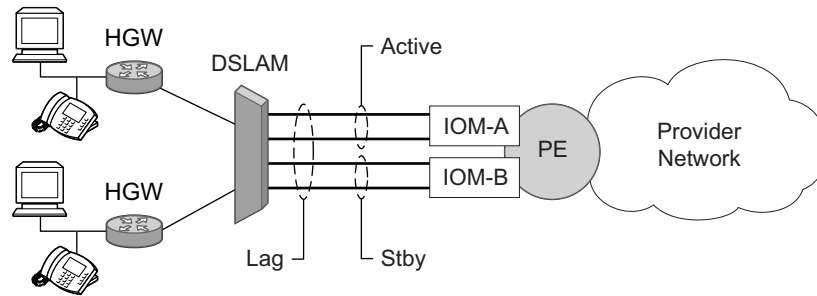 HGW
DSLAM
Active
IOM-A
PE
Provider
Network
IOM-B
HGW
Lag
Stby